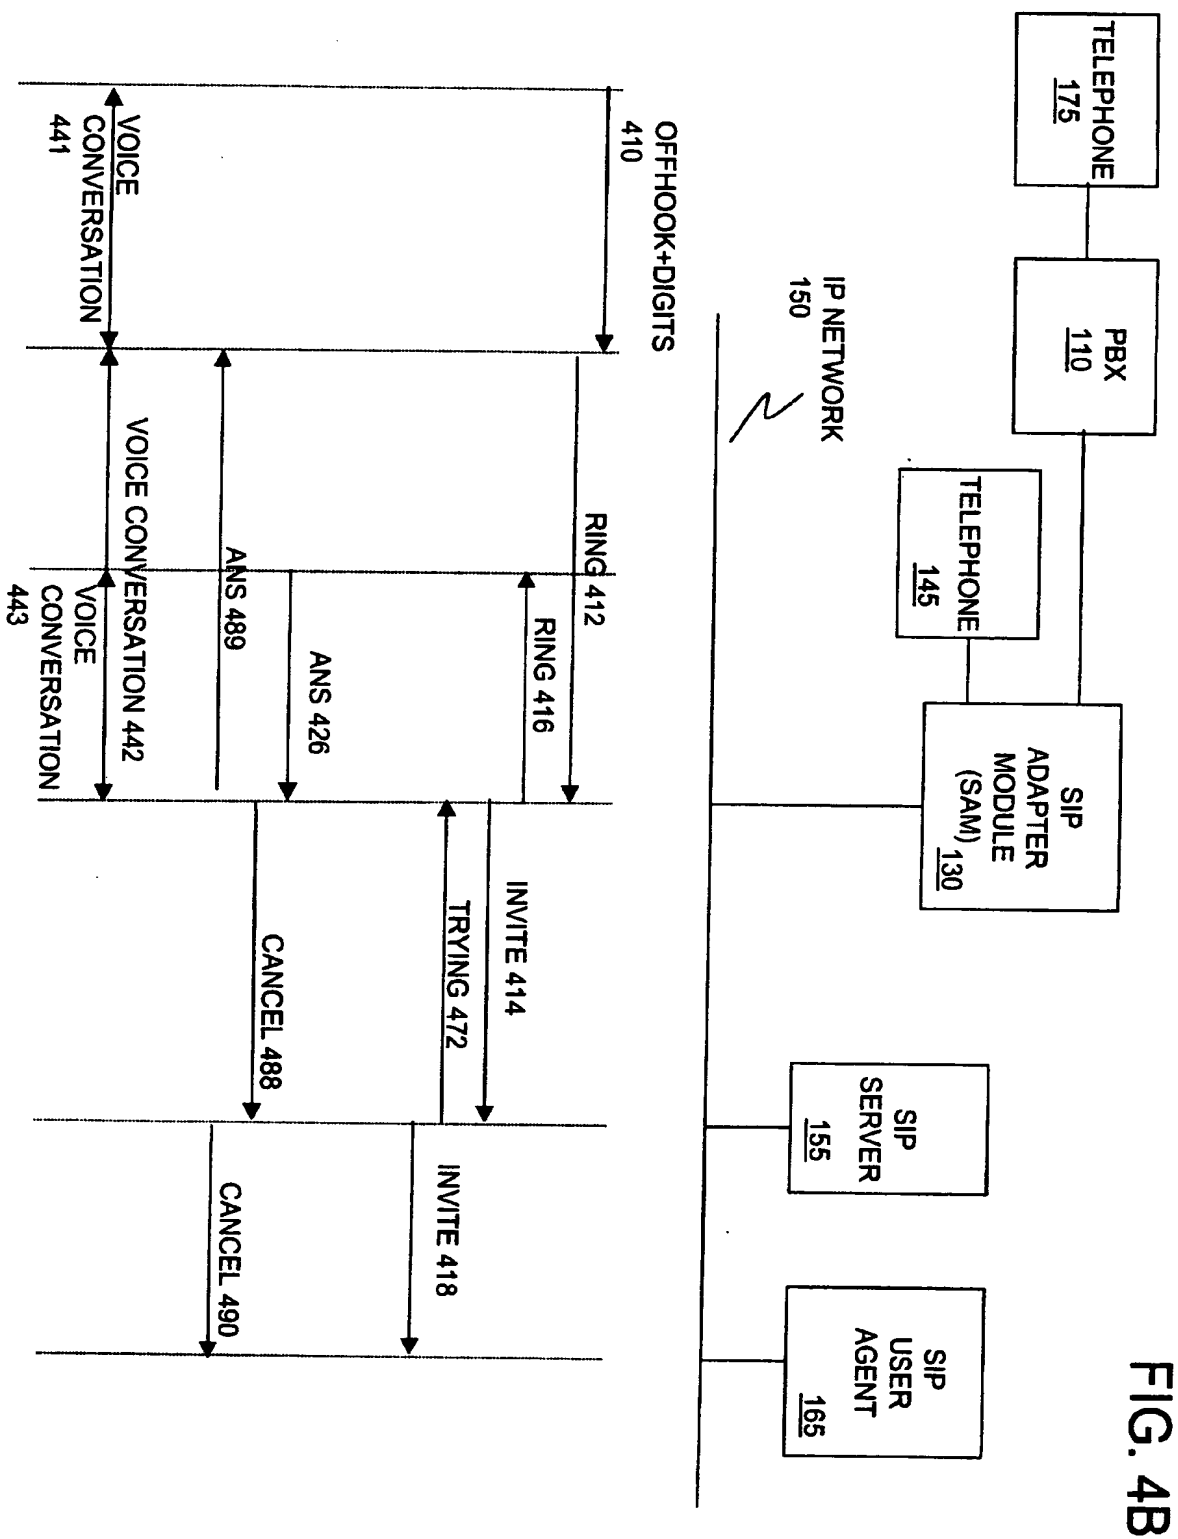 FIG. 4B
TELEPHONE
175
PBX
110
TELEPHONE
145
SIP
ADAPTER
MODULE
(SAM)
130
SIP
SERVER
155
SIP
USER
AGENT
165
IP NETWORK
150
OFFHOOK+DIGITS
410
RING 412
RING 416
INVITE 414
TRYING 472
INVITE 418
ANS 426
CANCEL 488
ANS 489
CANCEL 490
VOICE
CONVERSATION
441
VOICE CONVERSATION 442
VOICE
CONVERSATION
443